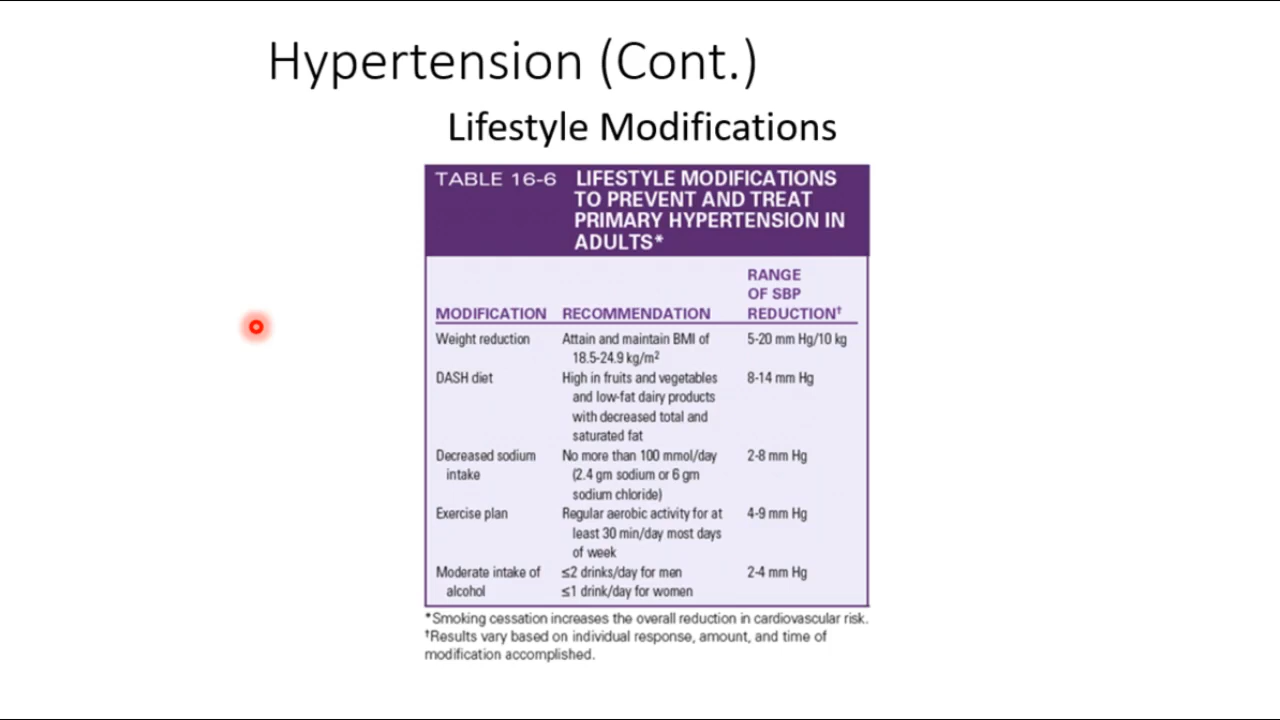 Hypertension (Cont.)
Lifestyle Modifications
TABLE 16-6 LIFESTYLE MODIFICATIONS
TO PREVENT AND TREAT
PRIMARY HYPERTENSION IN
ADULTS*
RANGE
OF SBP
MODIFICATION RECOMMENDATION REDUCTION†
Weight reduction Attain and maintain BMI of 5-20 mm Hg/10 kg
18.5-24.9 kg/m²
DASH diet High in fruits and vegetables 8-14 mm Hg
and low-fat dairy products
with decreased total and
saturated fat
Decreased sodium No more than 100 mmol/day 2-8 mm Hg
intake (2.4 gm sodium or 6 gm
sodium chloride)
Exercise plan Regular aerobic activity for at 4-9 mm Hg
least 30 min/day most days
of week
Moderate intake of ≤2 drinks/day for men 2-4 mm Hg
alcohol ≤1 drink/day for women
*Smoking cessation increases the overall reduction in cardiovascular risk.
†Results vary based on individual response, amount, and time of
modification accomplished.